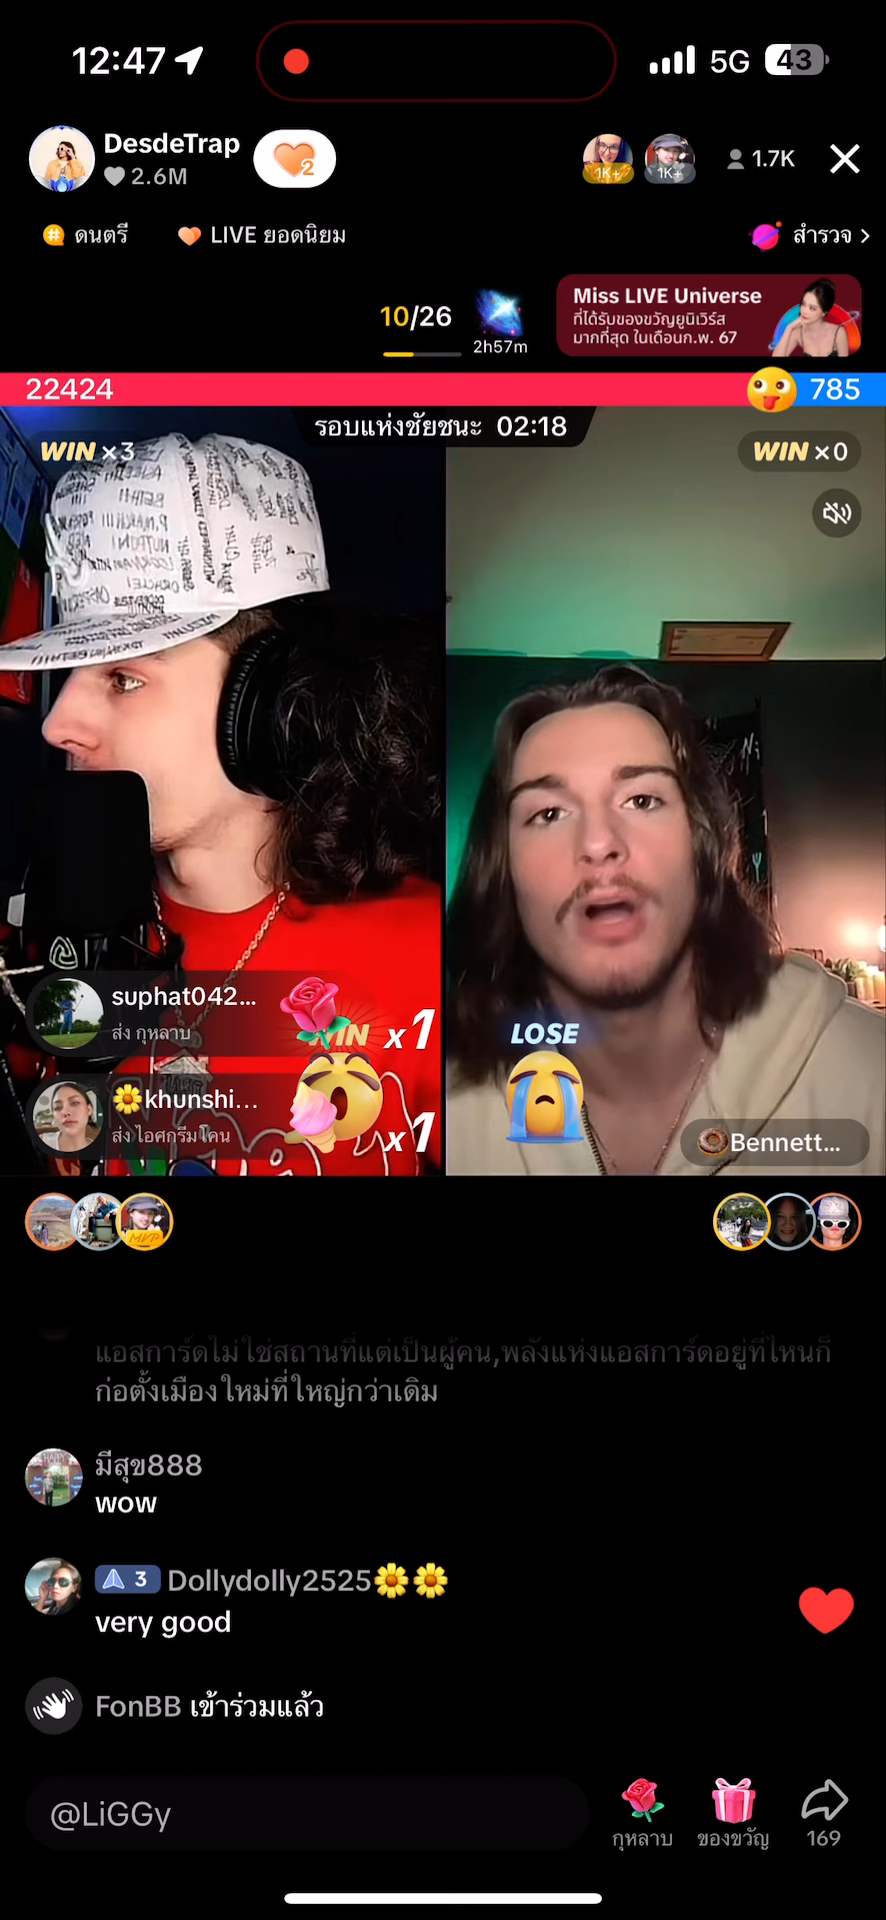 12:47
5G
43
DesdeTrap
2.6M
2
1K+
1K+
1.7K
ดนตรี
LIVE ยอดนิยม
สำรวจ
10/26
2h57m
Miss LIVE Universe
ที่ได้รับของขวัญยูนิเวิร์ส
มากที่สุด ในเดือนก.พ. 67
22424
785
รอบแห่งชัยชนะ 02:18
WIN ×3
WIN ×0
suphat042...
ส่ง กุหลาบ
WIN
x1
khunshi...
ส่ง ไอศกรีมโคน
x1
LOSE
Bennett...
MVP
แอสการ์ดไม่ใช่สถานที่แต่เป็นผู้คน,พลังแห่งแอสการ์ดอยู่ที่ไหนก็
ก่อตั้งเมืองใหม่ที่ใหญ่กว่าเดิม
มีสุข888
wow
3 Dollydolly2525
very good
FonBB เข้าร่วมแล้ว
@LiGGy
กุหลาบ
ของขวัญ
169